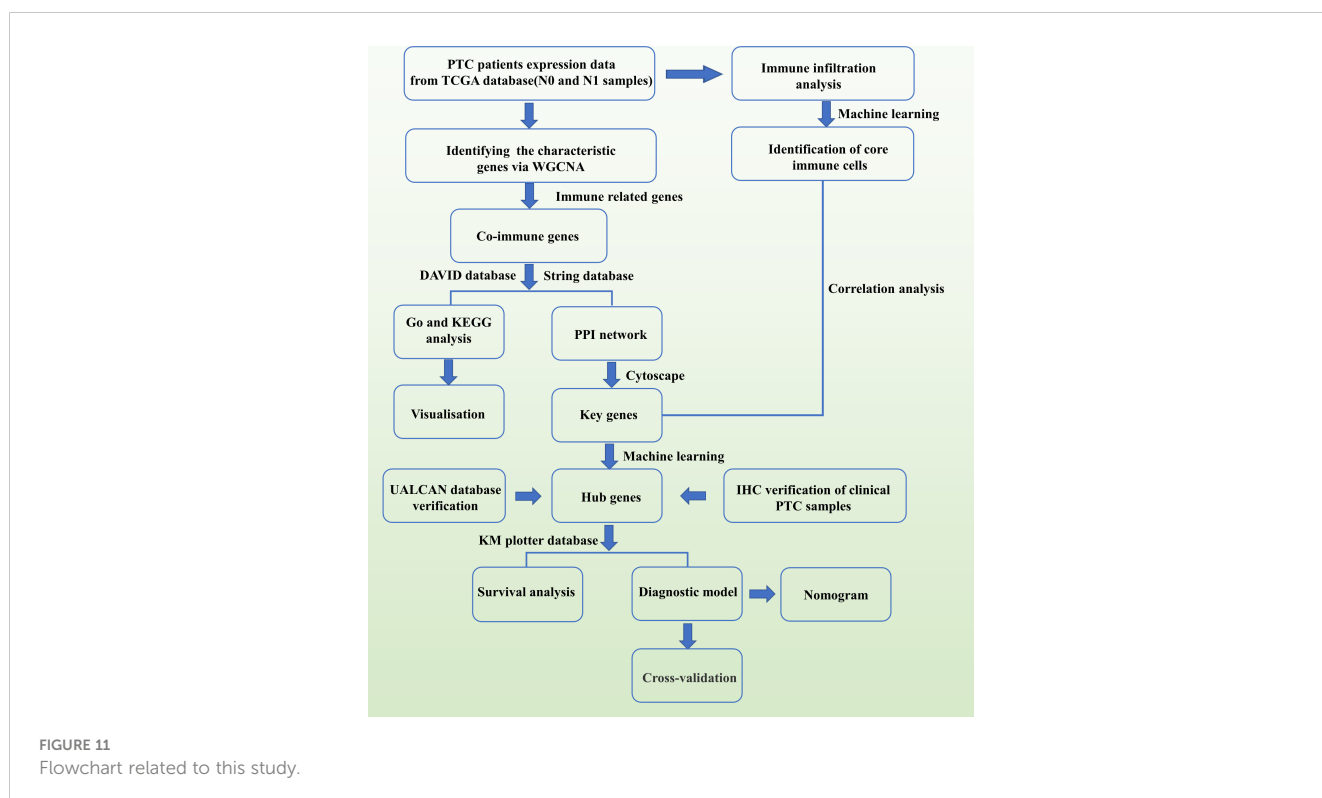 PTC patients expression data
from TCGA database(N0 and N1 samples)
Immune infiltration
analysis
Machine learning
Identifying the characteristic
genes via WGCNA
Identification of core
immune cells
Immune related genes
Co-immune genes
DAVID database
String database
Correlation analysis
Go and KEGG
analysis
PPI network
Cytoscape
Visualisation
Key genes
Machine learning
UALCAN database
verification
Hub genes
IHC verification of clinical
PTC samples
KM plotter database
Survival analysis
Diagnostic model
Nomogram
Cross-validation
FIGURE 11
Flowchart related to this study.